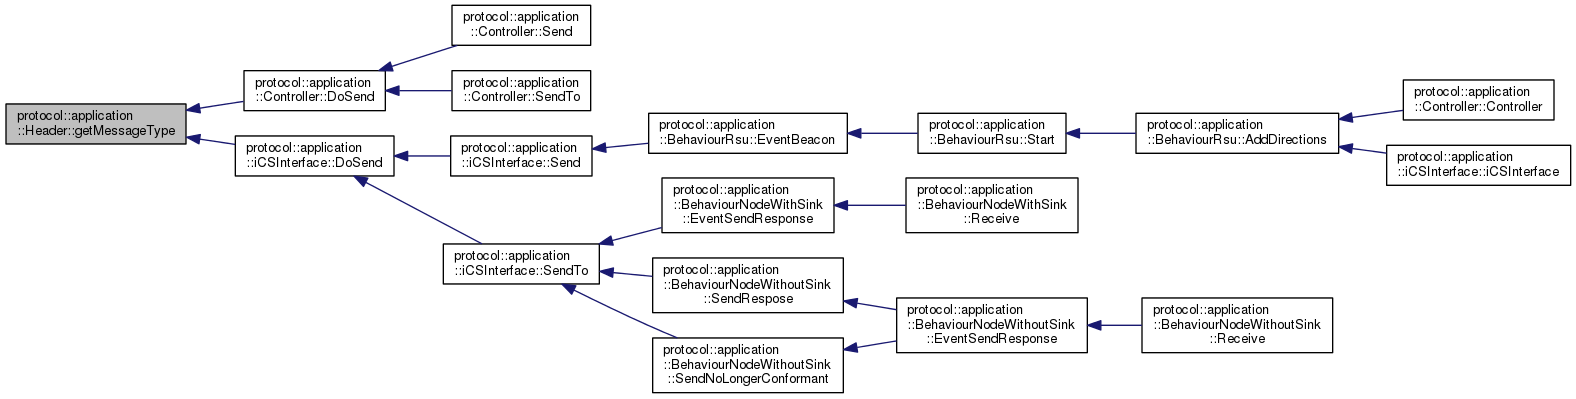 protocol::application
::Header::getMessageType
protocol::application
::Controller::DoSend
protocol::application
::Controller::Send
protocol::application
::Controller::SendTo
protocol::application
::iCSInterface::DoSend
protocol::application
::iCSInterface::Send
protocol::application
::BehaviourRsu::EventBeacon
protocol::application
::BehaviourRsu::Start
protocol::application
::BehaviourRsu::AddDirections
protocol::application
::Controller::Controller
protocol::application
::iCSInterface::iCSInterface
protocol::application
::iCSInterface::SendTo
protocol::application
::BehaviourNodeWithSink
::EventSendResponse
protocol::application
::BehaviourNodeWithSink
::Receive
protocol::application
::BehaviourNodeWithoutSink
::SendRespose
protocol::application
::BehaviourNodeWithoutSink
::SendNoLongerConformant
protocol::application
::BehaviourNodeWithoutSink
::EventSendResponse
protocol::application
::BehaviourNodeWithoutSink
::Receive